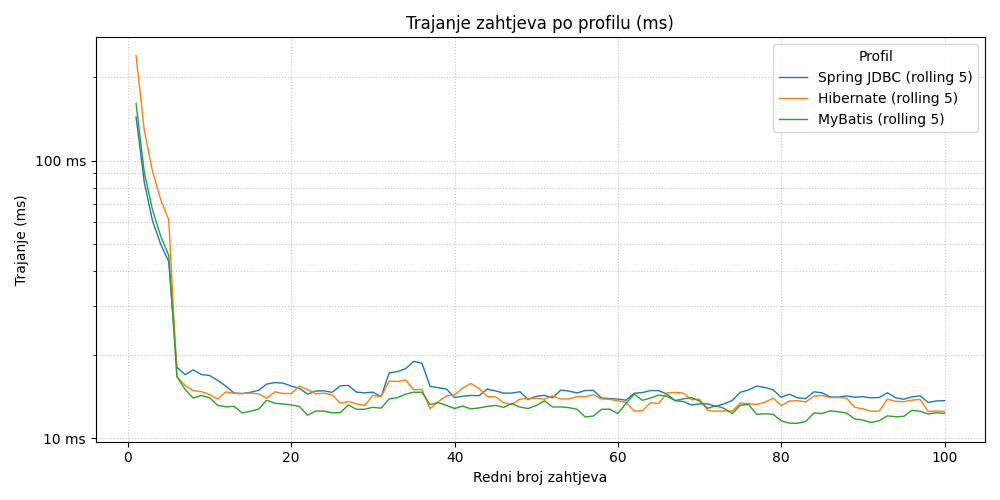 Trajanje zahtjeva po profilu (ms)
Profil
Spring JDBC (rolling 5)
Hibernate (rolling 5)
MyBatis (rolling 5)
Trajanje (ms)
100 ms
10 ms
0 20 40 60 80 100
Redni broj zahtjeva